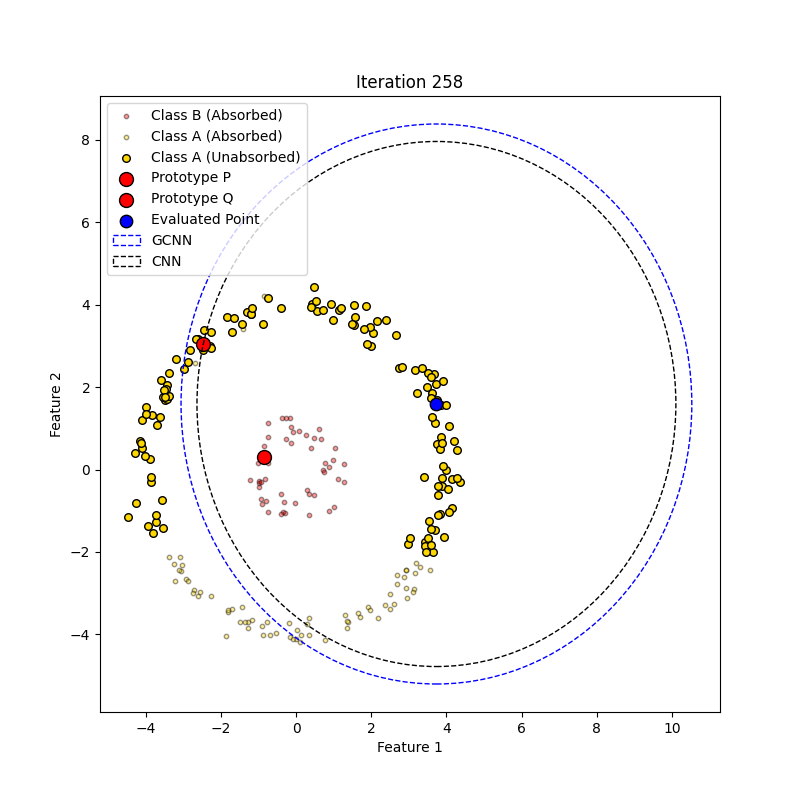 Iteration 258
Class B (Absorbed)
Class A (Absorbed)
Class A (Unabsorbed)
Prototype P
Prototype Q
Evaluated Point
GCNN
CNN
Feature 2
8
6
4
2
0
−2
−4
−4 −2 0 2 4 6 8 10
Feature 1